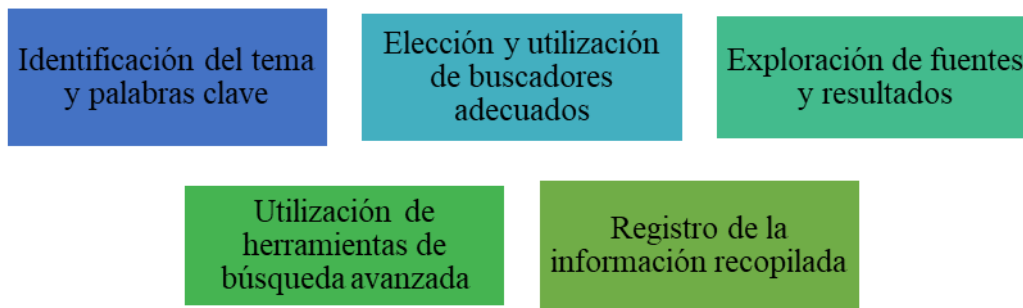 Identificación del tema
y palabras clave
Elección y utilización
de buscadores
adecuados
Exploración de fuentes
y resultados
Utilización de
herramientas de
búsqueda avanzada
Registro de la
información recopilada